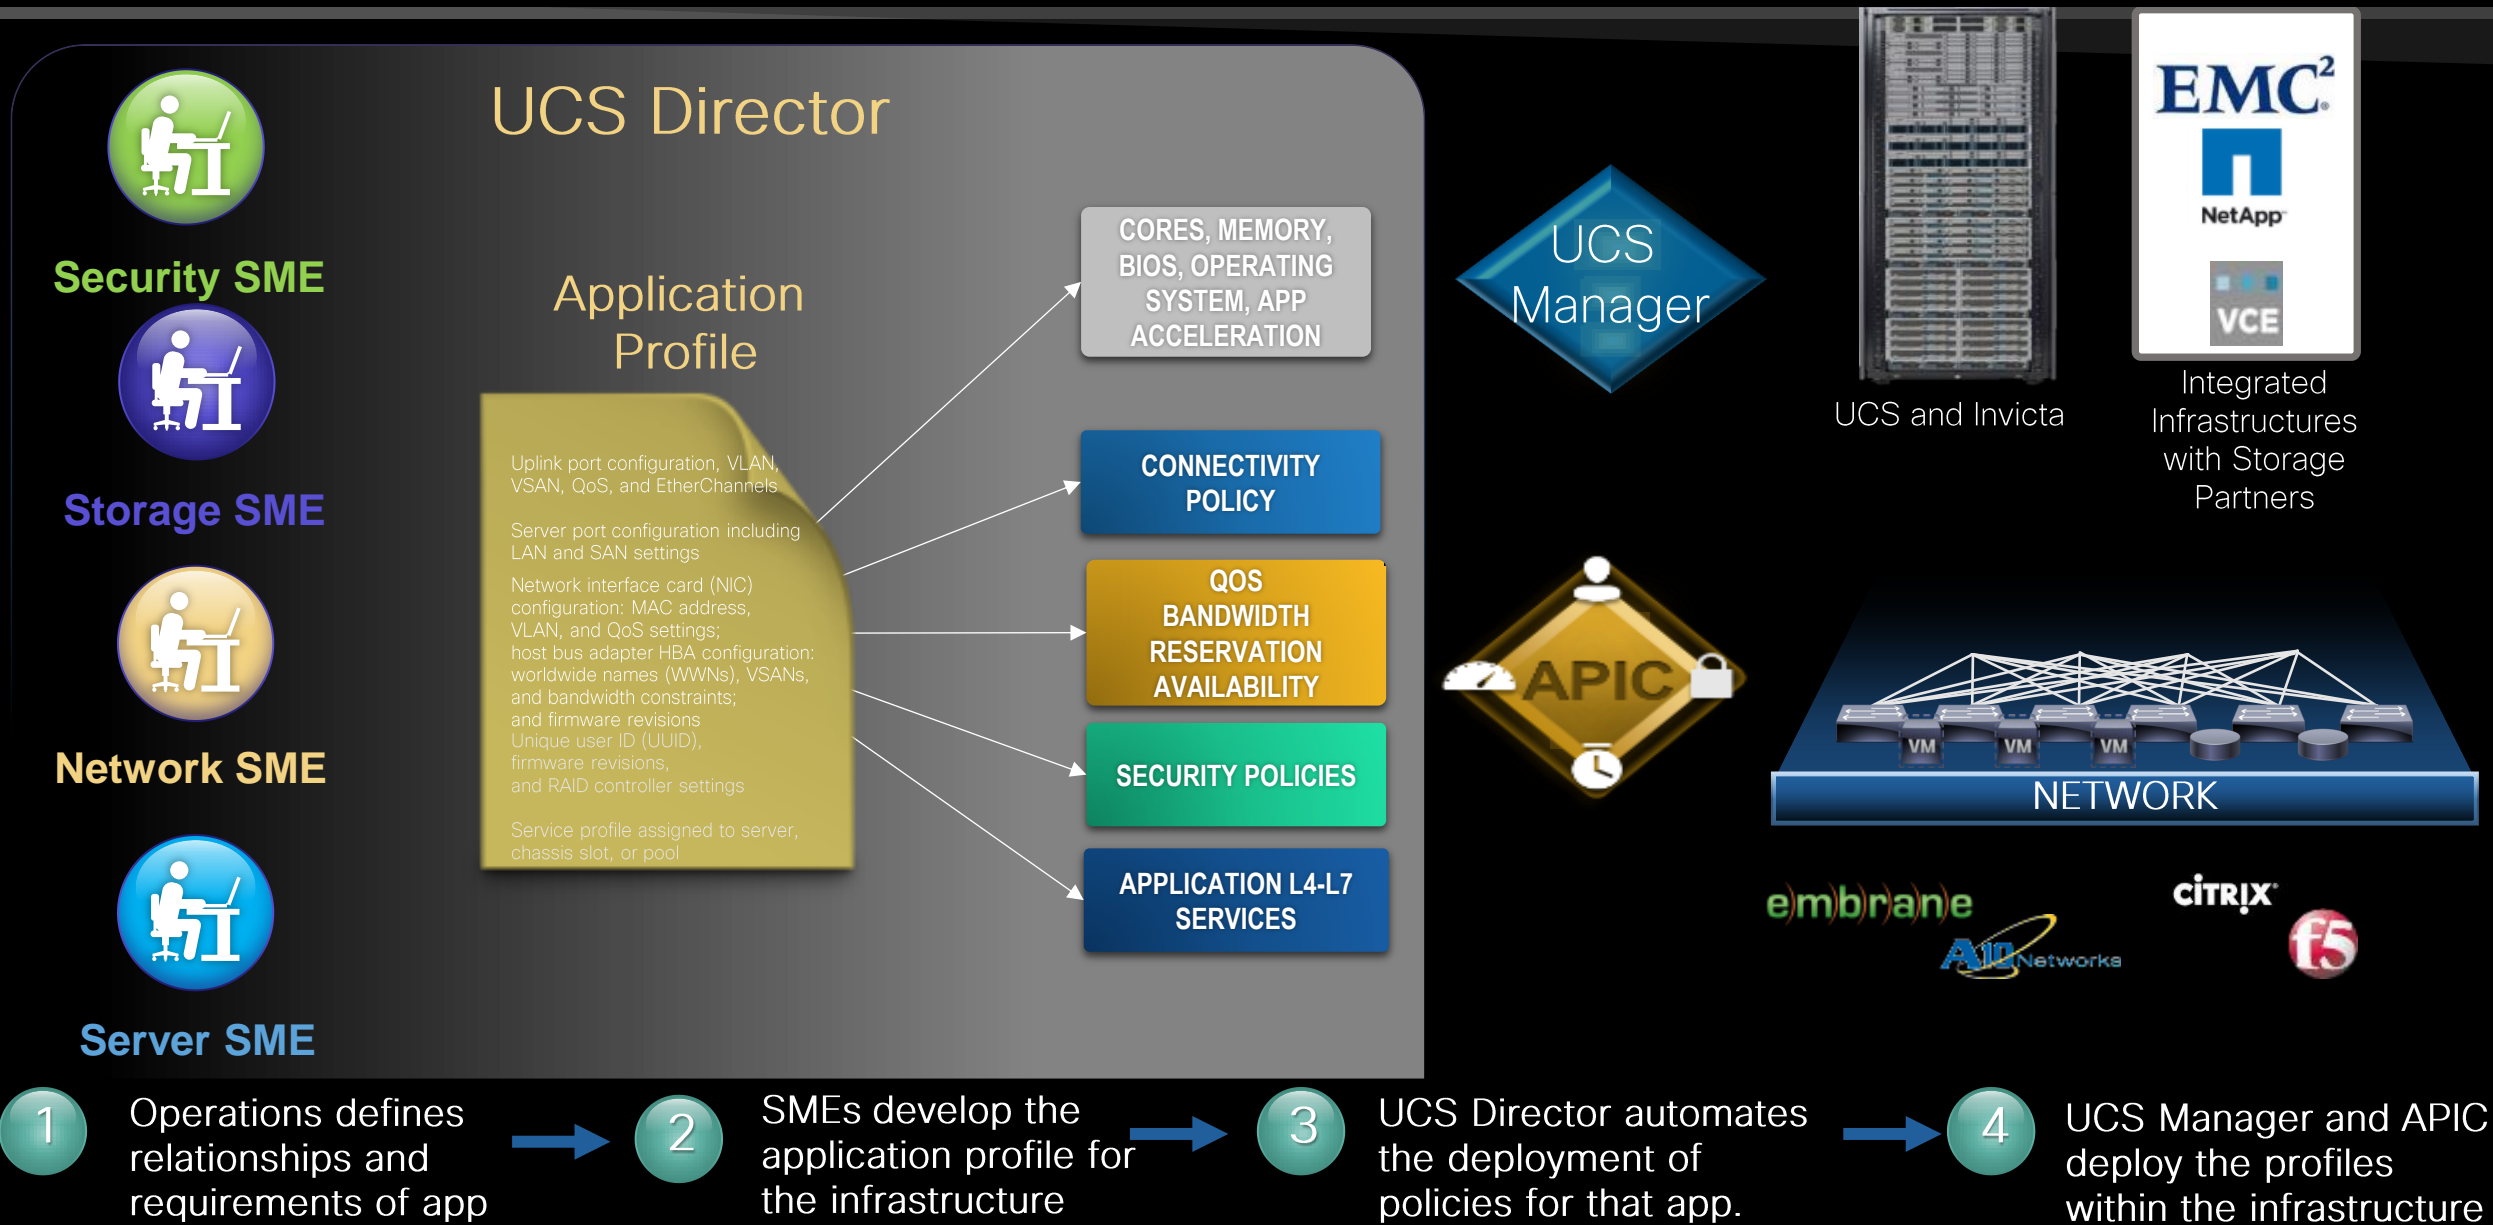 UCS Director
Security SME
Storage SME
Network SME
Server SME
Application
Profile
Uplink port configuration, VLAN,
VSAN, QoS, and EtherChannels
Server port configuration including
LAN and SAN settings
Network interface card (NIC)
configuration: MAC address,
VLAN, and QoS settings;
host bus adapter HBA configuration:
worldwide names (WWNs), VSANs,
and bandwidth constraints;
and firmware revisions
Unique user ID (UUID),
firmware revisions,
and RAID controller settings
Service profile assigned to server,
chassis slot, or pool
CORES, MEMORY,
BIOS, OPERATING
SYSTEM, APP
ACCELERATION
CONNECTIVITY
POLICY
QOS
BANDWIDTH
RESERVATION
AVAILABILITY
SECURITY POLICIES
APPLICATION L4-L7
SERVICES
UCS
Manager
APIC
UCS and Invicta
EMC²
NetApp
VCE
Integrated
Infrastructures
with Storage
Partners
VM
VM
VM
NETWORK
embrane
A10 Networks
CiTRIX
f5
1
Operations defines
relationships and
requirements of app
2
SMEs develop the
application profile for
the infrastructure
3
UCS Director automates
the deployment of
policies for that app.
4
UCS Manager and APIC
deploy the profiles
within the infrastructure